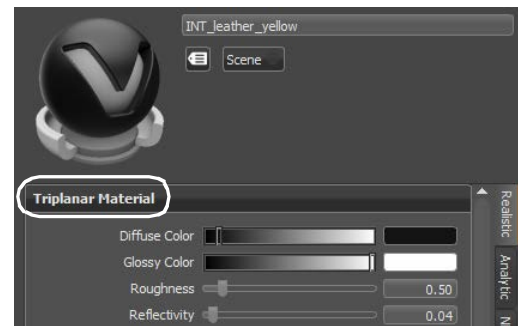 INT_leather_yellow
Scene
Triplanar Material
Realistic
Diffuse Color
Glossy Color
Analytic
Roughness 0.50
Reflectivity 0.04
N